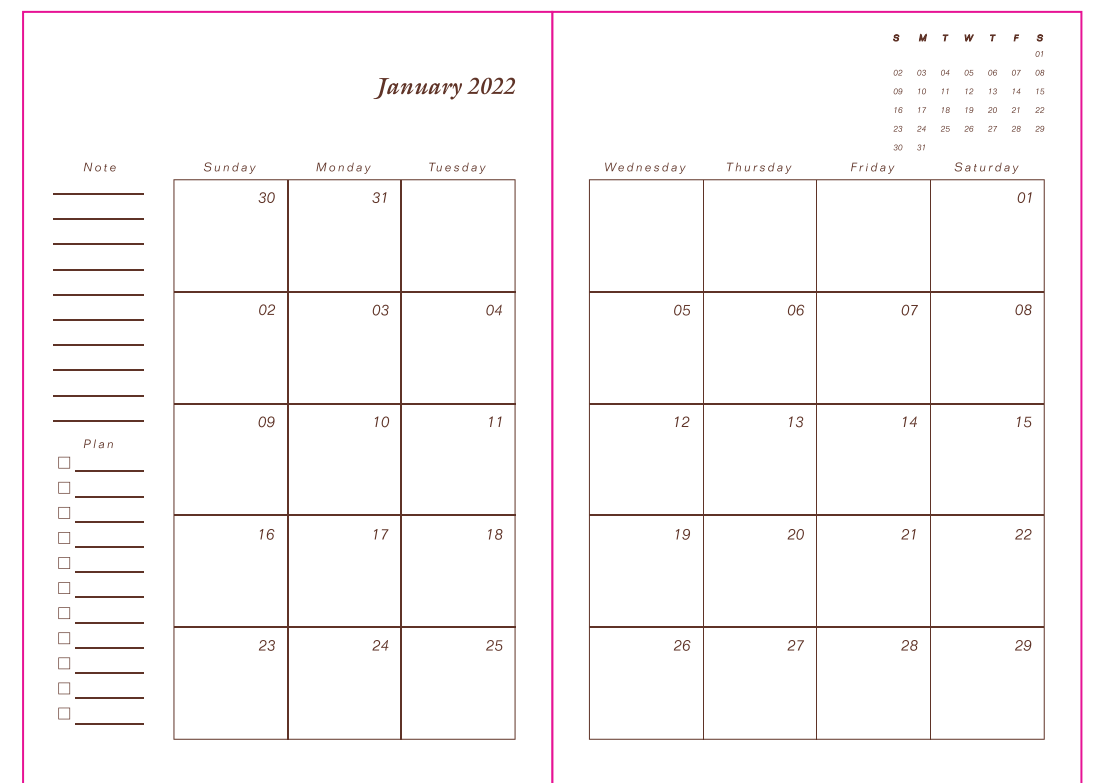 January 2022
S M T W T F S
01
02 03 04 05 06 07 08
09 10 11 12 13 14 15
16 17 18 19 20 21 22
23 24 25 26 27 28 29
30 31
Note Sunday Monday Tuesday Wednesday Thursday Friday Saturday
30 31 01
02 03 04 05 06 07 08
09 10 11 12 13 14 15
Plan
16 17 18 19 20 21 22
23 24 25 26 27 28 29